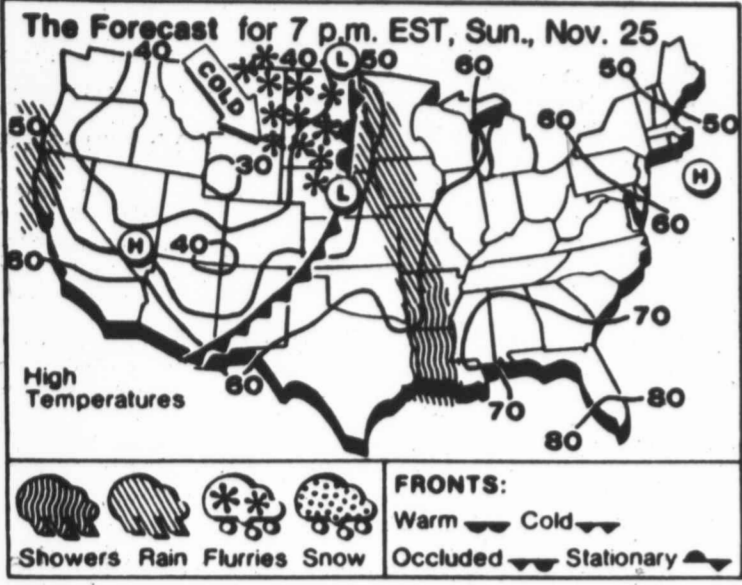 The Forecast for 7 p.m. EST, Sun., Nov. 25
40
COLD
40
L
50
60
50
50
50
60
30
L
H
60
H
40
60
70
60
70
80
80
High
Temperatures
Showers Rain Flurries Snow
FRONTS:
Warm Cold
Occluded Stationary